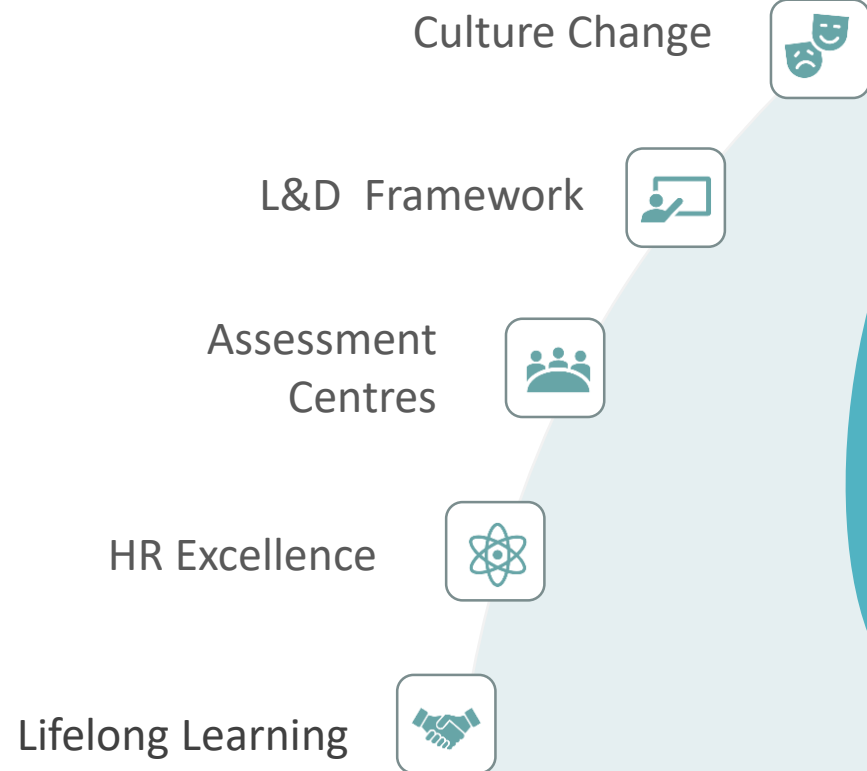 Culture Change
L&D Framework
Assessment
Centres
HR Excellence
Lifelong Learning